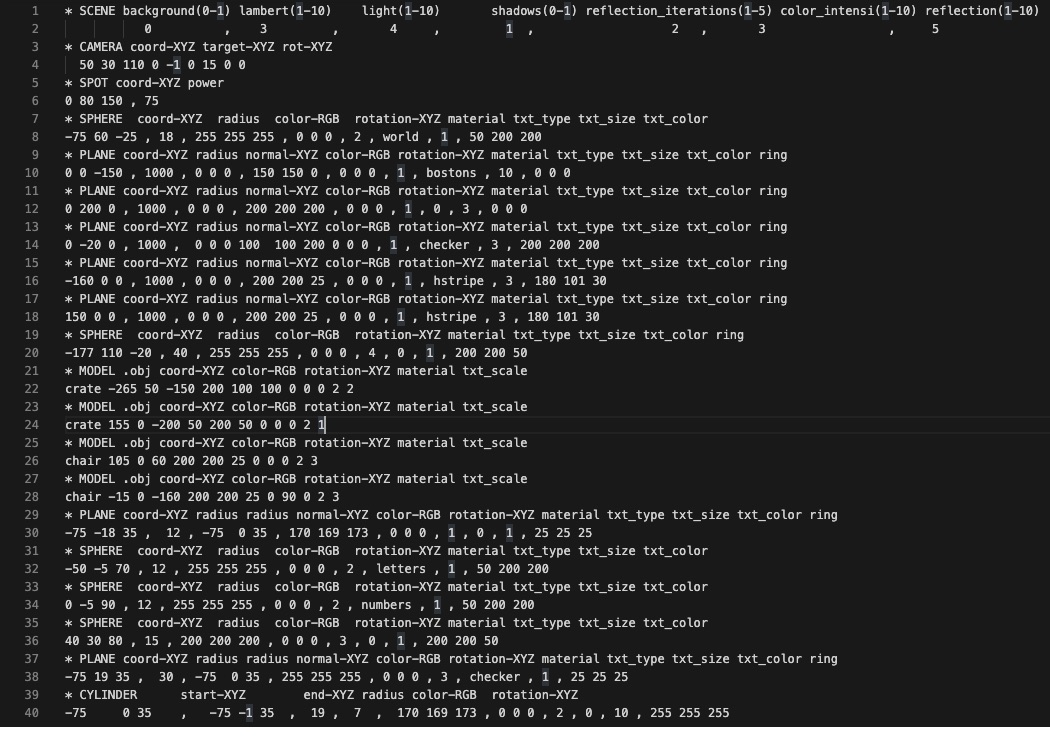 1 * SCENE background(0-1) lambert(1-10) light(1-10) shadows(0-1) reflection_iterations(1-5) color_intensi(1-10) reflection(1-10)
2 0 , 3 , 4 , 1 , 2 , 3 , 5
3 * CAMERA coord-XYZ target-XYZ rot-XYZ
4 50 30 110 0 -1 0 15 0 0
5 * SPOT coord-XYZ power
6 0 80 150 , 75
7 * SPHERE coord-XYZ radius color-RGB rotation-XYZ material txt_type txt_size txt_color
8 -75 60 -25 , 18 , 255 255 255 , 0 0 0 , 2 , world , 1 , 50 200 200
9 * PLANE coord-XYZ radius normal-XYZ color-RGB rotation-XYZ material txt_type txt_size txt_color ring
10 0 0 -150 , 1000 , 0 0 0 , 150 150 0 , 0 0 0 , 1 , bostons , 10 , 0 0 0
11 * PLANE coord-XYZ radius normal-XYZ color-RGB rotation-XYZ material txt_type txt_size txt_color ring
12 0 200 0 , 1000 , 0 0 0 , 200 200 200 , 0 0 0 , 1 , 0 , 3 , 0 0 0
13 * PLANE coord-XYZ radius normal-XYZ color-RGB rotation-XYZ material txt_type txt_size txt_color ring
14 0 -20 0 , 1000 , 0 0 0 100 100 200 0 0 0 , 1 , checker , 3 , 200 200 200
15 * PLANE coord-XYZ radius normal-XYZ color-RGB rotation-XYZ material txt_type txt_size txt_color ring
16 -160 0 0 , 1000 , 0 0 0 , 200 200 25 , 0 0 0 , 1 , hstripe , 3 , 180 101 30
17 * PLANE coord-XYZ radius normal-XYZ color-RGB rotation-XYZ material txt_type txt_size txt_color ring
18 150 0 0 , 1000 , 0 0 0 , 200 200 25 , 0 0 0 , 1 , hstripe , 3 , 180 101 30
19 * SPHERE coord-XYZ radius color-RGB rotation-XYZ material txt_type txt_size txt_color ring
20 -177 110 -20 , 40 , 255 255 255 , 0 0 0 , 4 , 0 , 1 , 200 200 50
21 * MODEL .obj coord-XYZ color-RGB rotation-XYZ material txt_scale
22 crate -265 50 -150 200 100 100 0 0 0 2 2
23 * MODEL .obj coord-XYZ color-RGB rotation-XYZ material txt_scale
24 crate 155 0 -200 50 200 50 0 0 0 2 1
25 * MODEL .obj coord-XYZ color-RGB rotation-XYZ material txt_scale
26 chair 105 0 60 200 200 25 0 0 0 2 3
27 * MODEL .obj coord-XYZ color-RGB rotation-XYZ material txt_scale
28 chair -15 0 -160 200 200 25 0 90 0 2 3
29 * PLANE coord-XYZ radius radius normal-XYZ color-RGB rotation-XYZ material txt_type txt_size txt_color ring
30 -75 -18 35 , 12 , -75 0 35 , 170 169 173 , 0 0 0 , 1 , 0 , 1 , 25 25 25
31 * SPHERE coord-XYZ radius color-RGB rotation-XYZ material txt_type txt_size txt_color
32 -50 -5 70 , 12 , 255 255 255 , 0 0 0 , 2 , letters , 1 , 50 200 200
33 * SPHERE coord-XYZ radius color-RGB rotation-XYZ material txt_type txt_size txt_color
34 0 -5 90 , 12 , 255 255 255 , 0 0 0 , 2 , numbers , 1 , 50 200 200
35 * SPHERE coord-XYZ radius color-RGB rotation-XYZ material txt_type txt_size txt_color
36 40 30 80 , 15 , 200 200 200 , 0 0 0 , 3 , 0 , 1 , 200 200 50
37 * PLANE coord-XYZ radius radius normal-XYZ color-RGB rotation-XYZ material txt_type txt_size txt_color ring
38 -75 19 35 , 30 , -75 0 35 , 255 255 255 , 0 0 0 , 3 , checker , 1 , 25 25 25
39 * CYLINDER start-XYZ end-XYZ radius color-RGB rotation-XYZ
40 -75 0 35 , -75 -1 35 , 19 , 7 , 170 169 173 , 0 0 0 , 2 , 0 , 10 , 255 255 255